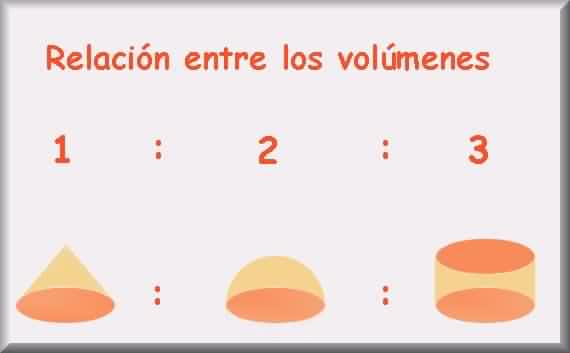 Relación entre los volúmenes
1 : 2 : 3
: :